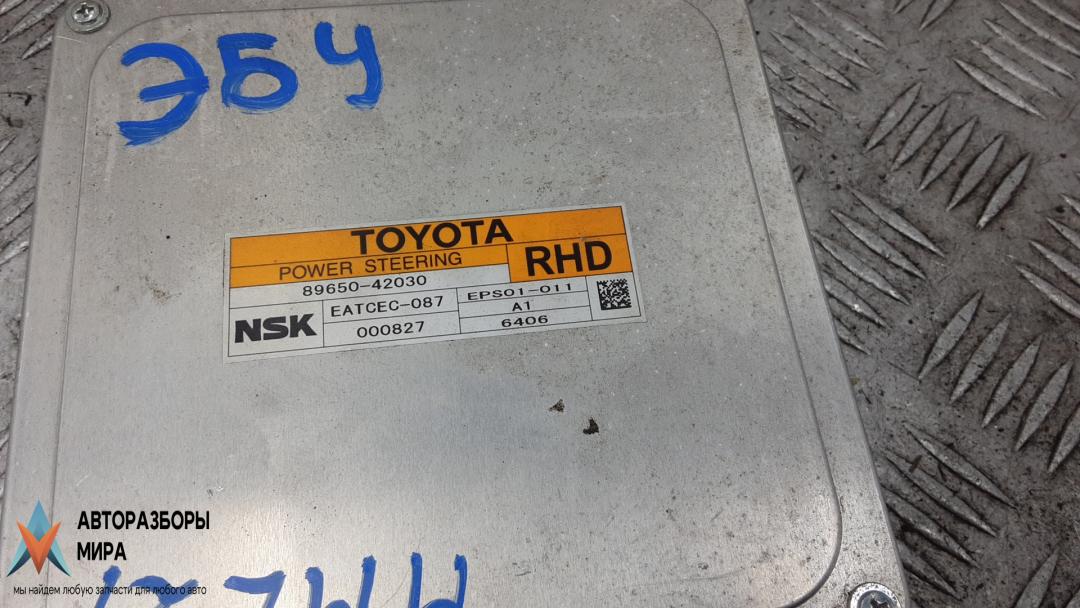 ЭБУ
TOYOTA
POWER STEERING
RHD
89650-42030
NSK
EATCEC-087
EPS01-011
A1
000827
6406
АВТОРАЗБОРЫ
МИРА
мы найдем любую запчасти для любого авто